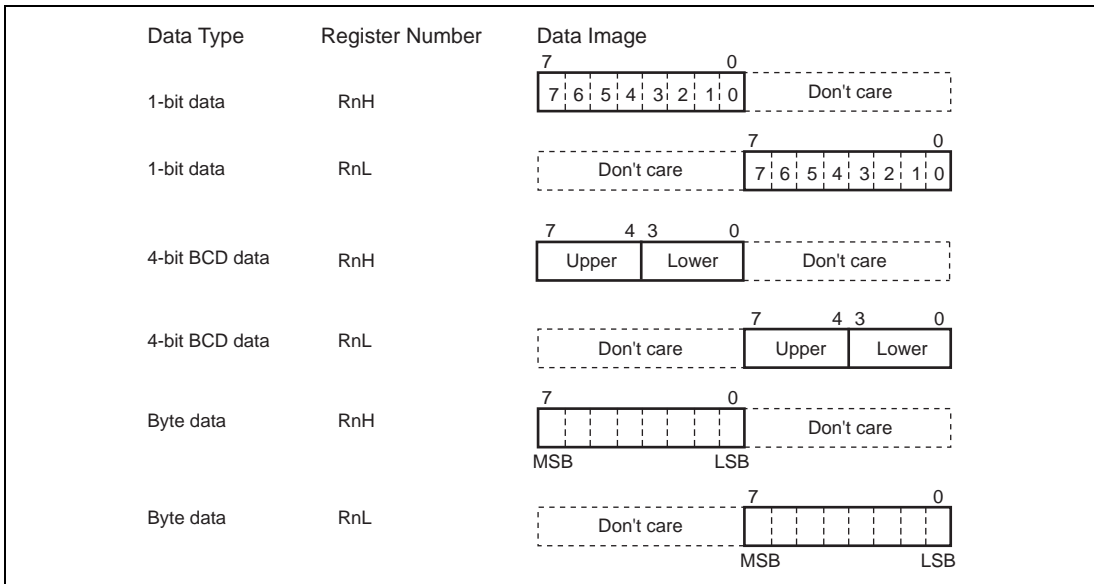 Data Type Register Number Data Image
7 0
1-bit data RnH 7 6 5 4 3 2 1 0 Don't care
7 0
1-bit data RnL Don't care 7 6 5 4 3 2 1 0
7 4 3 0
4-bit BCD data RnH Upper Lower Don't care
7 4 3 0
4-bit BCD data RnL Don't care Upper Lower
7 0
Byte data RnH Don't care
MSB LSB
7 0
Byte data RnL Don't care
MSB LSB